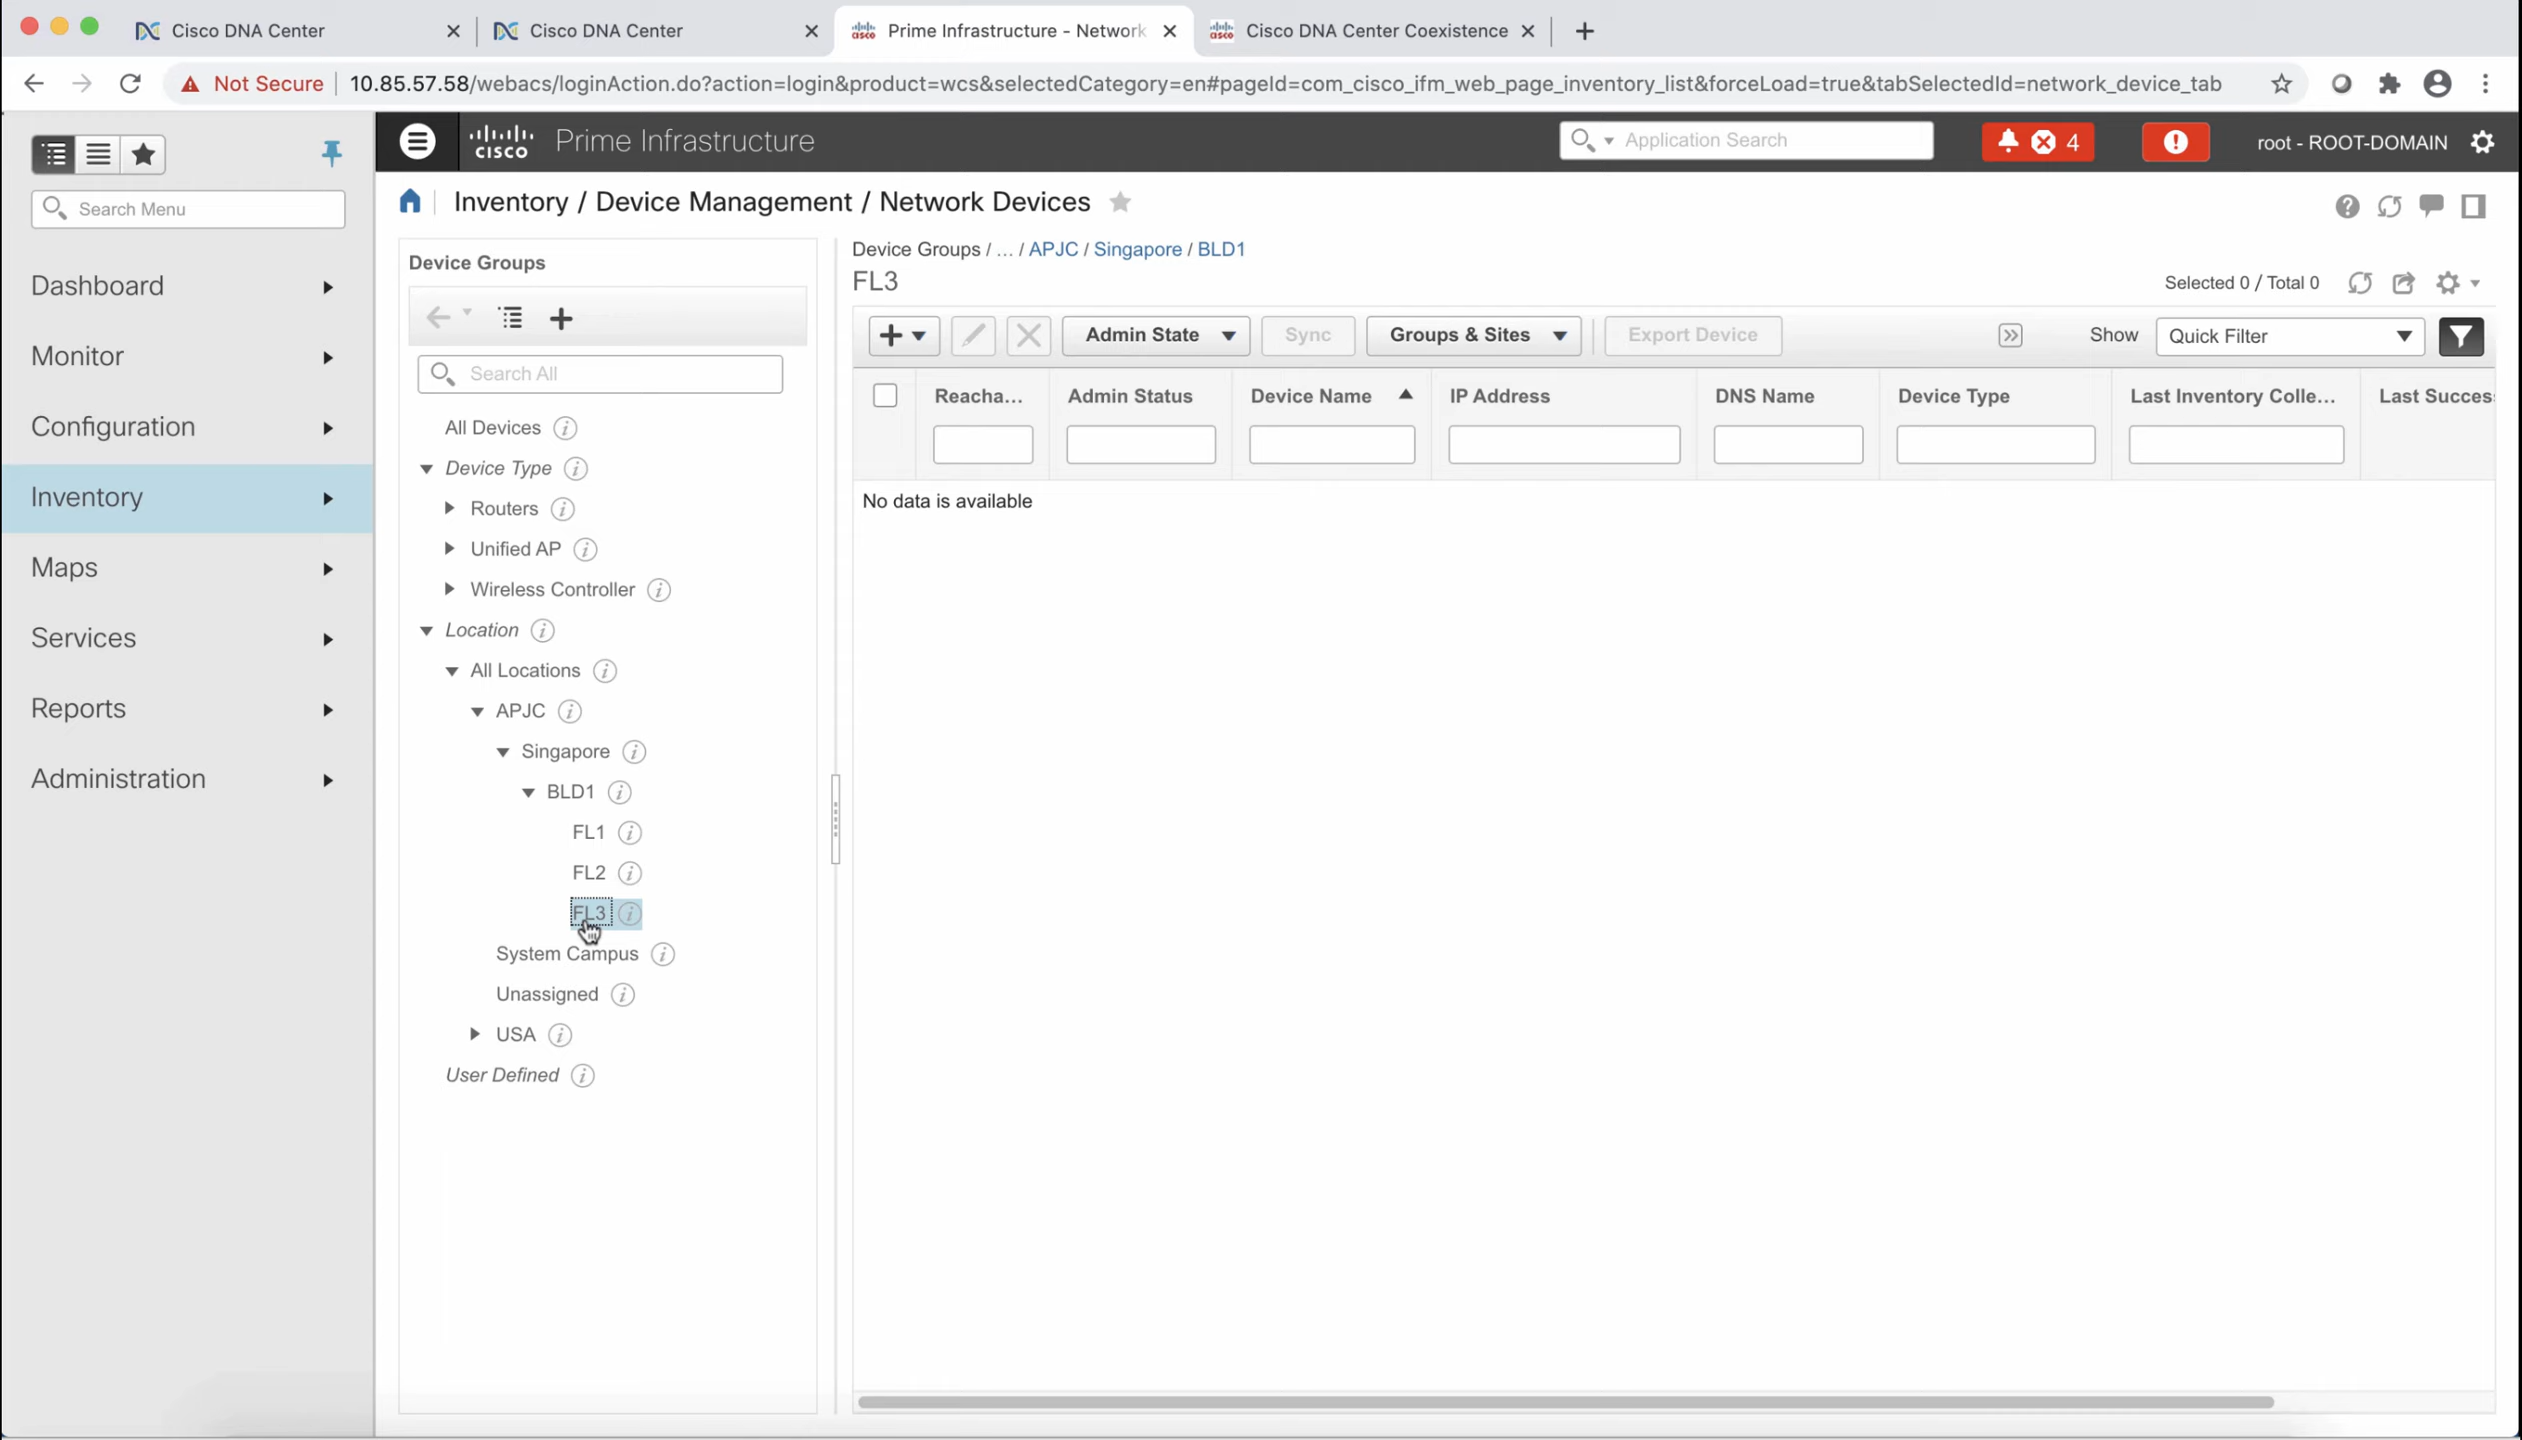 Cisco DNA Center
Cisco DNA Center
Prime Infrastructure - Network
Cisco DNA Center Coexistence
Not Secure
10.85.57.58/webacs/loginAction.do?action=login&product=wcs&selectedCategory=en#pageId=com_cisco_ifm_web_page_inventory_list&forceLoad=true&tabSelectedId=network_device_tab
Search Menu
Dashboard
Monitor
Configuration
Inventory
Maps
Services
Reports
Administration
cisco Prime Infrastructure
Application Search
4
root - ROOT-DOMAIN
Inventory / Device Management / Network Devices
Device Groups
Search All
All Devices
Device Type
Routers
Unified AP
Wireless Controller
Location
All Locations
APJC
Singapore
BLD1
FL1
FL2
FL3
System Campus
Unassigned
USA
User Defined
Device Groups / ... / APJC / Singapore / BLD1
FL3
Selected 0 / Total 0
Admin State
Sync
Groups & Sites
Export Device
Show
Quick Filter
Reacha...
Admin Status
Device Name
IP Address
DNS Name
Device Type
Last Inventory Colle...
Last Succes
No data is available